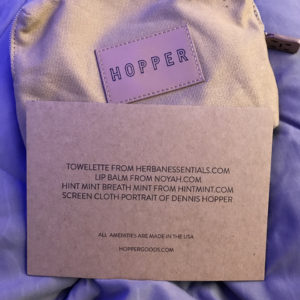 HOPPER
TOWELETTE FROM HERBANESSENTIALS.COM
LIP BALM FROM NOYAH.COM
HINT MINT BREATH MINT FROM HINTMINT.COM
SCREEN CLOTH PORTRAIT OF DENNIS HOPPER
ALL AMENITIES ARE MADE IN THE USA
HOPPERGOODS.COM